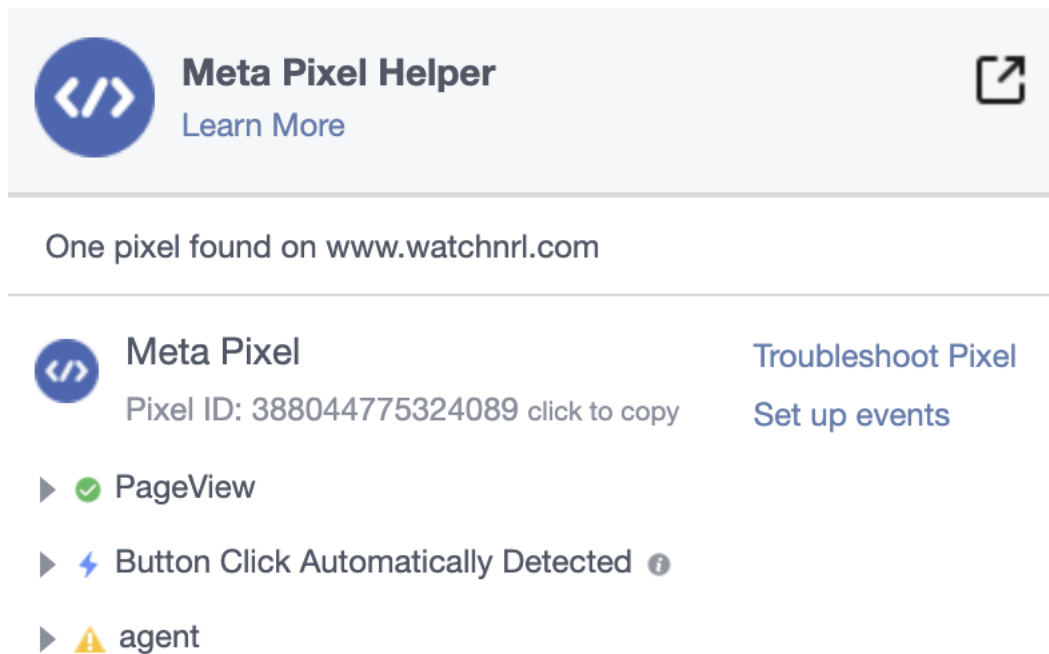 Meta Pixel Helper
Learn More
One pixel found on www.watchnrl.com
Meta Pixel
Troubleshoot Pixel
Pixel ID: 388044775324089 click to copy
Set up events
PageView
Button Click Automatically Detected
agent